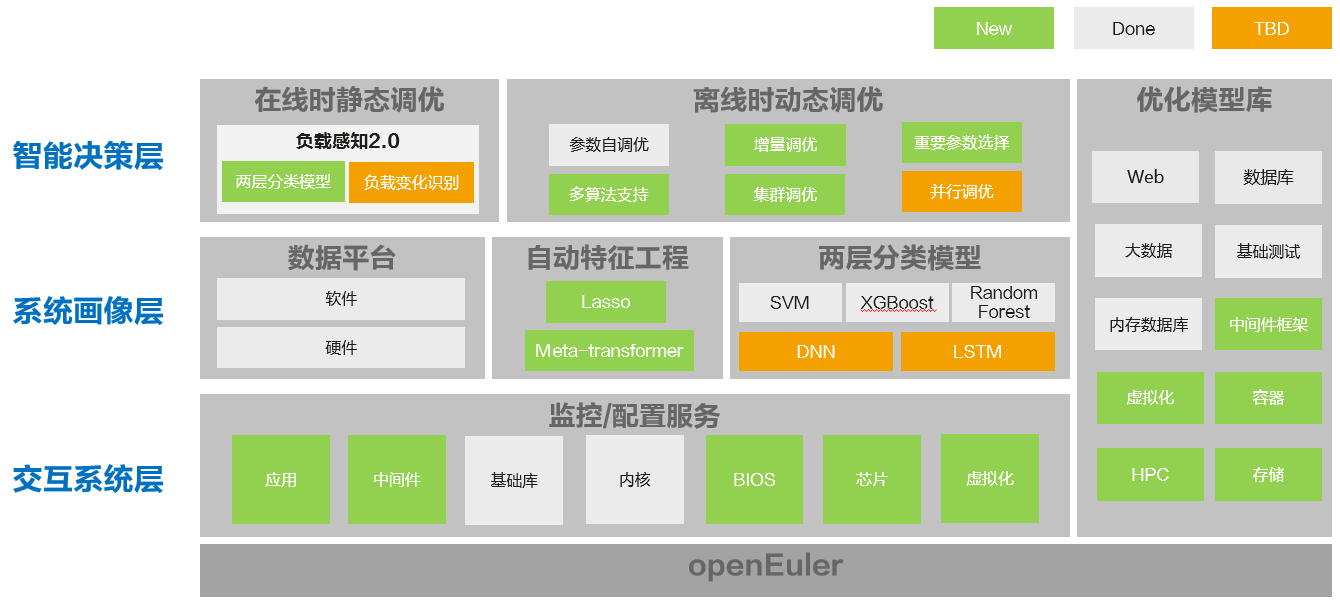 New
Done
TBD
智能决策层
在线时静态调优
负载感知2.0
两层分类模型
负载变化识别
离线时动态调优
参数自调优
增量调优
重要参数选择
多算法支持
集群调优
并行调优
优化模型库
Web
数据库
大数据
基础测试
内存数据库
中间件框架
虚拟化
容器
HPC
存储
系统画像层
数据平台
软件
硬件
自动特征工程
Lasso
Meta-transformer
两层分类模型
SVM
XGBoost
Random
Forest
DNN
LSTM
交互系统层
监控/配置服务
应用
中间件
基础库
内核
BIOS
芯片
虚拟化
openEuler